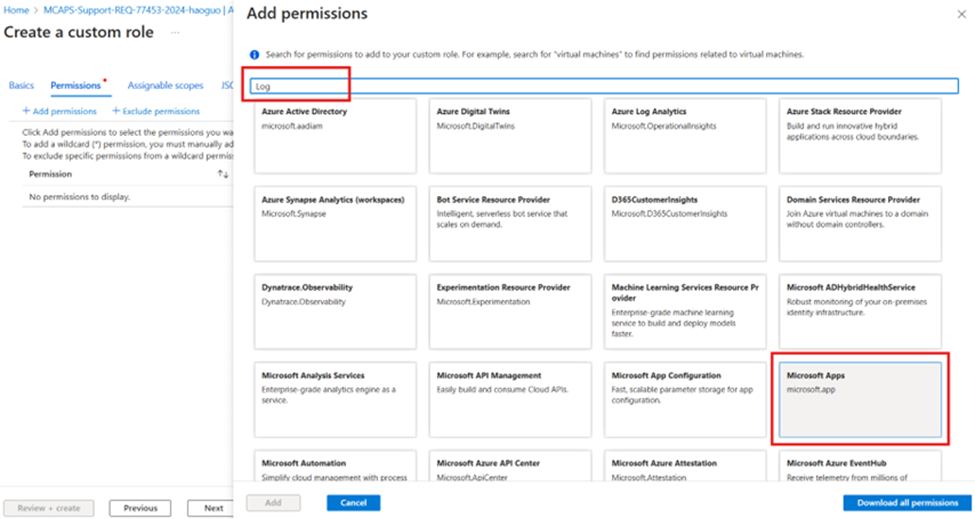 Home > MCAPS-Support-REQ-77453-2024-haoguo | A
Create a custom role ...
Basics Permissions Assignable scopes JSC
+ Add permissions + Exclude permissions
Click Add permissions to select the permissions you wa
To add a wildcard (*) permission, you must manually ad
To exclude specific permissions from a wildcard permis
Permission ↑↓
No permissions to display.
Review + create Previous Next
Add permissions
Search for permissions to add to your custom role. For example, search for "virtual machines" to find permissions related to virtual machines.
Log
Azure Active Directory
microsoft.aadiam
Azure Digital Twins
Microsoft.DigitalTwins
Azure Log Analytics
Microsoft.OperationalInsights
Azure Stack Resource Provider
Build and run innovative hybrid
applications across cloud boundaries.
Azure Synapse Analytics (workspaces)
Microsoft.Synapse
Bot Service Resource Provider
Intelligent, serverless bot service that
scales on demand.
D365CustomerInsights
Microsoft.D365CustomerInsights
Domain Services Resource Provider
Join Azure virtual machines to a domain
without domain controllers.
Dynatrace.Observability
Dynatrace.Observability
Experimentation Resource Provider
Microsoft.Experimentation
Machine Learning Services Resource Pr
ovider
Enterprise-grade machine learning
service to build and deploy models
faster.
Microsoft ADHybridHealthService
Robust monitoring of your on-premises
identity infrastructure.
Microsoft Analysis Services
Enterprise-grade analytics engine as a
service.
Microsoft API Management
Easily build and consume Cloud APIs.
Microsoft App Configuration
Fast, scalable parameter storage for app
configuration.
Microsoft Apps
microsoft.app
Microsoft Automation
Simplify cloud management with process
Microsoft Azure API Center
Microsoft.ApiCenter
Microsoft Azure Attestation
Microsoft.Attestation
Microsoft Azure EventHub
Receive telemetry from millions of
Add Cancel Download all permissions